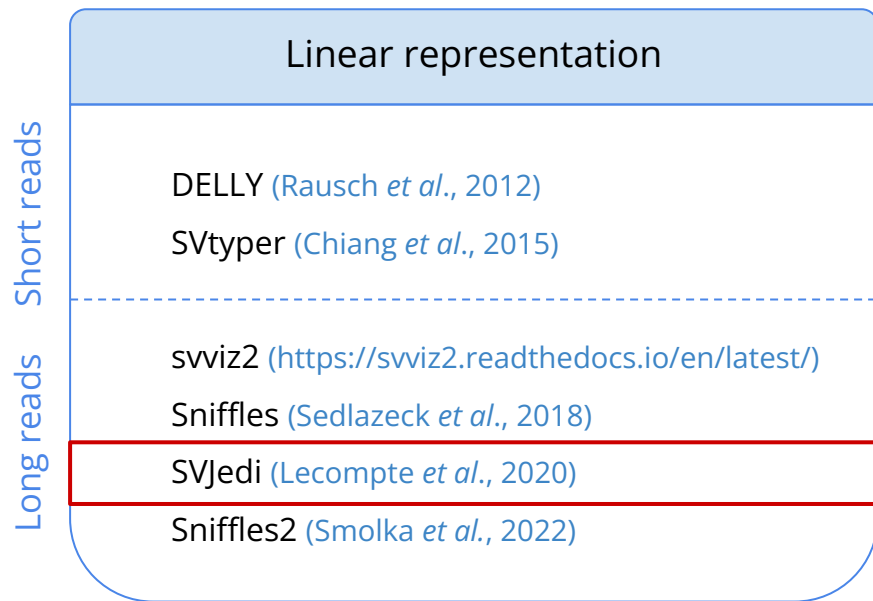 Linear representation
Short reads
DELLY (Rausch et al., 2012)
SVtyper (Chiang et al., 2015)
Long reads
svviz2 (https://svviz2.readthedocs.io/en/latest/)
Sniffles (Sedlazeck et al., 2018)
SVJedi (Lecompte et al., 2020)
Sniffles2 (Smolka et al., 2022)